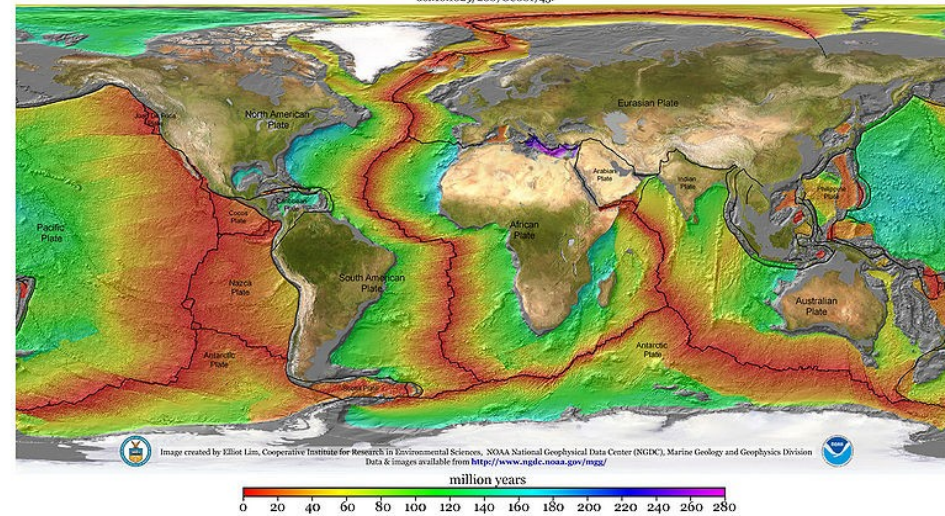 North American
Plate
Eurasian Plate
Arabian
Plate
Indian
Plate
Philippine
Plate
Caribbean
Plate
Cocos
Plate
Pacific
Plate
African
Plate
Nazca
Plate
South American
Plate
Australian
Plate
Antarctic
Plate
Antarctic
Plate
Scotia Plate
Image created by Elliot Lim, Cooperative Institute for Research in Environmental Sciences, NOAA National Geophysical Data Center (NGDC), Marine Geology and Geophysics Division
Data & images available from http://www.ngdc.noaa.gov/mgg/
million years
0 20 40 60 80 100 120 140 160 180 200 220 240 260 280